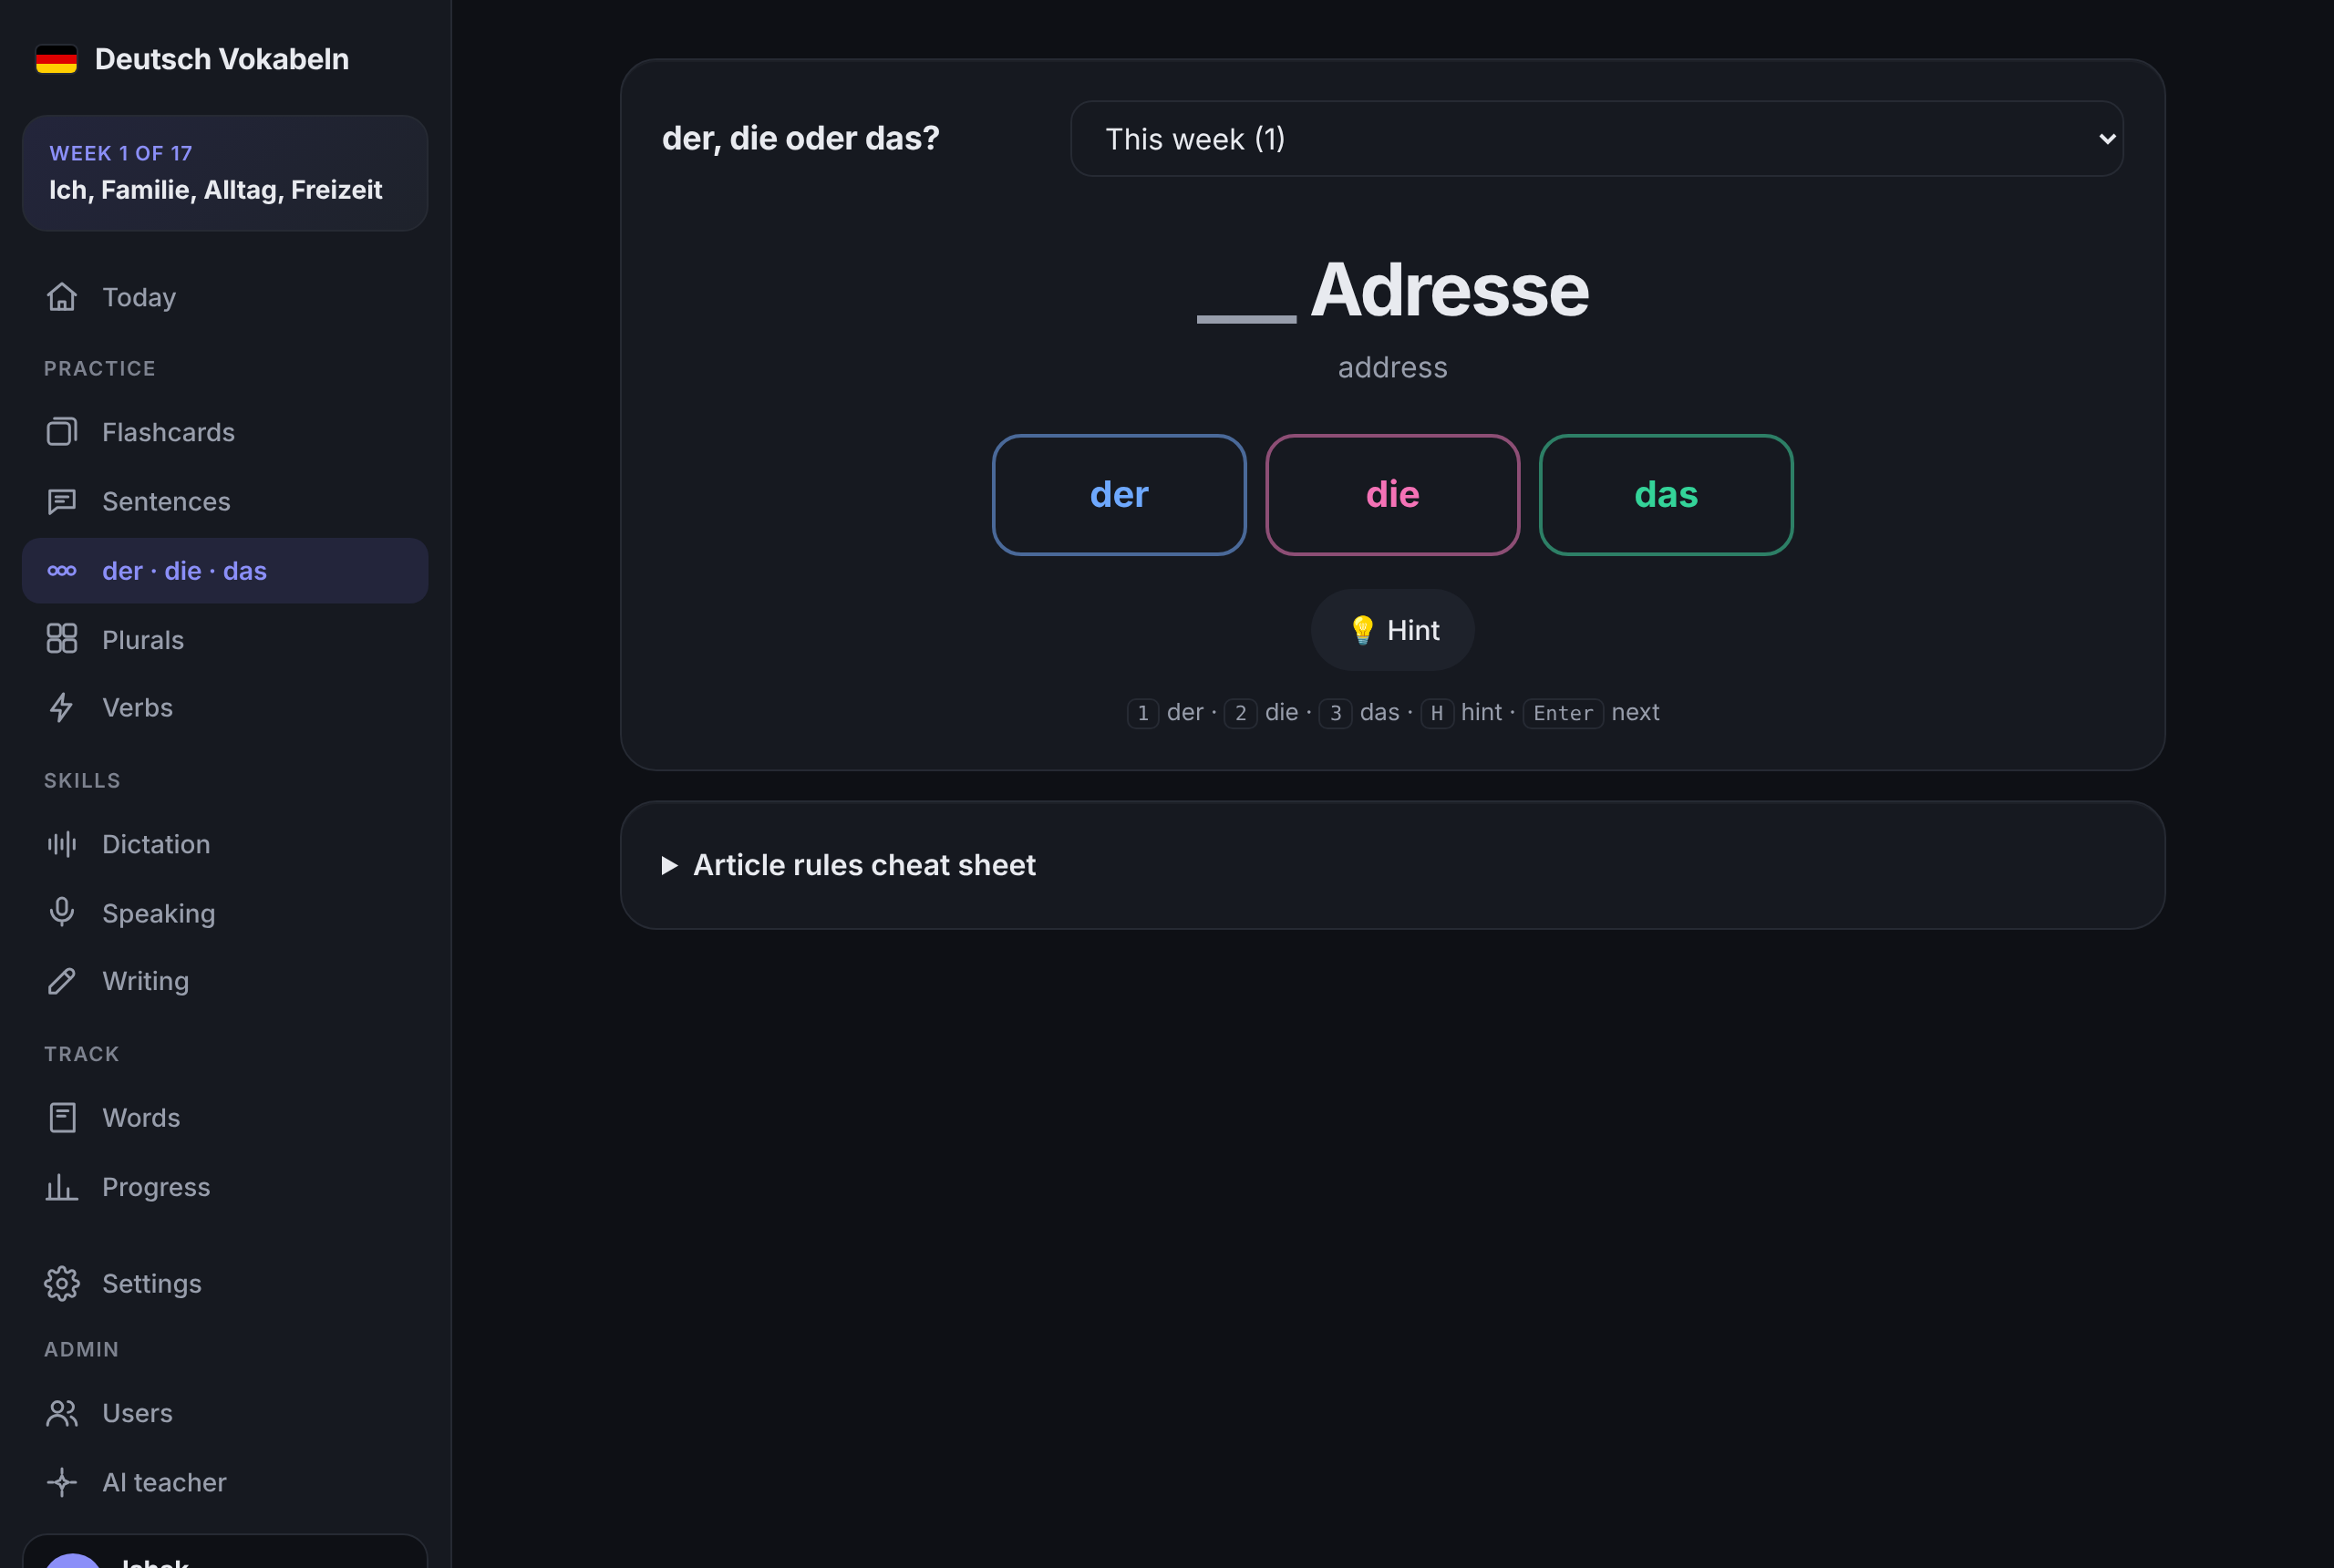 Deutsch Vokabeln
WEEK 1 OF 17
Ich, Familie, Alltag, Freizeit
Today
PRACTICE
Flashcards
Sentences
der · die · das
Plurals
Verbs
SKILLS
Dictation
Speaking
Writing
TRACK
Words
Progress
Settings
ADMIN
Users
AI teacher
der, die oder das?
This week (1)
___ Adresse
address
der
die
das
Hint
1 der · 2 die · 3 das · H hint · Enter next
Article rules cheat sheet